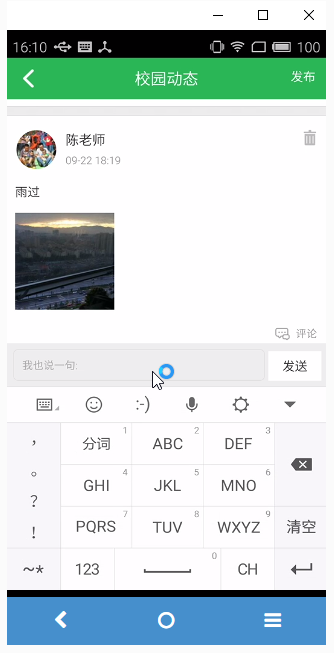 16:10 100
校园动态 发布
陈老师
09-22 18:19
雨过
评论
我也说一句: 发送
:-)
， 分词 1 ABC 2 DEF 3
。 GHI 4 JKL 5 MNO 6
？ PQRS 7 TUV 8 WXYZ 9 清空
！
~* 123 0 CH